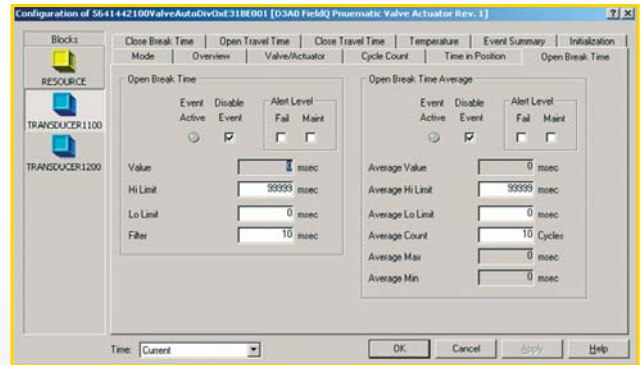 Configuration of 5641442100ValveAutoDivOxE31BE001 [D3A0 FieldQ Pnuematic Valve Actuator Rev. 1]
Blocks
RESOURCE
TRANSDUCER1100
TRANSDUCER1200
Close Break Time Open Travel Time Close Travel Time Temperature Event Summary Initialization
Mode Overview Valve/Actuator Cycle Count Time in Position Open Break Time
Open Break Time
Event Active
Disable Event
Alert Level
Fail Maint
Value 0 msec
Hi Limit 99999 msec
Lo Limit 0 msec
Filter 10 msec
Open Break Time Average
Event Active
Disable Event
Alert Level
Fail Maint
Average Value 0 msec
Average Hi Limit 99999 msec
Average Lo Limit 0 msec
Average Count 10 Cycles
Average Max 0 msec
Average Min 0 msec
Time: Current
OK Cancel Apply Help